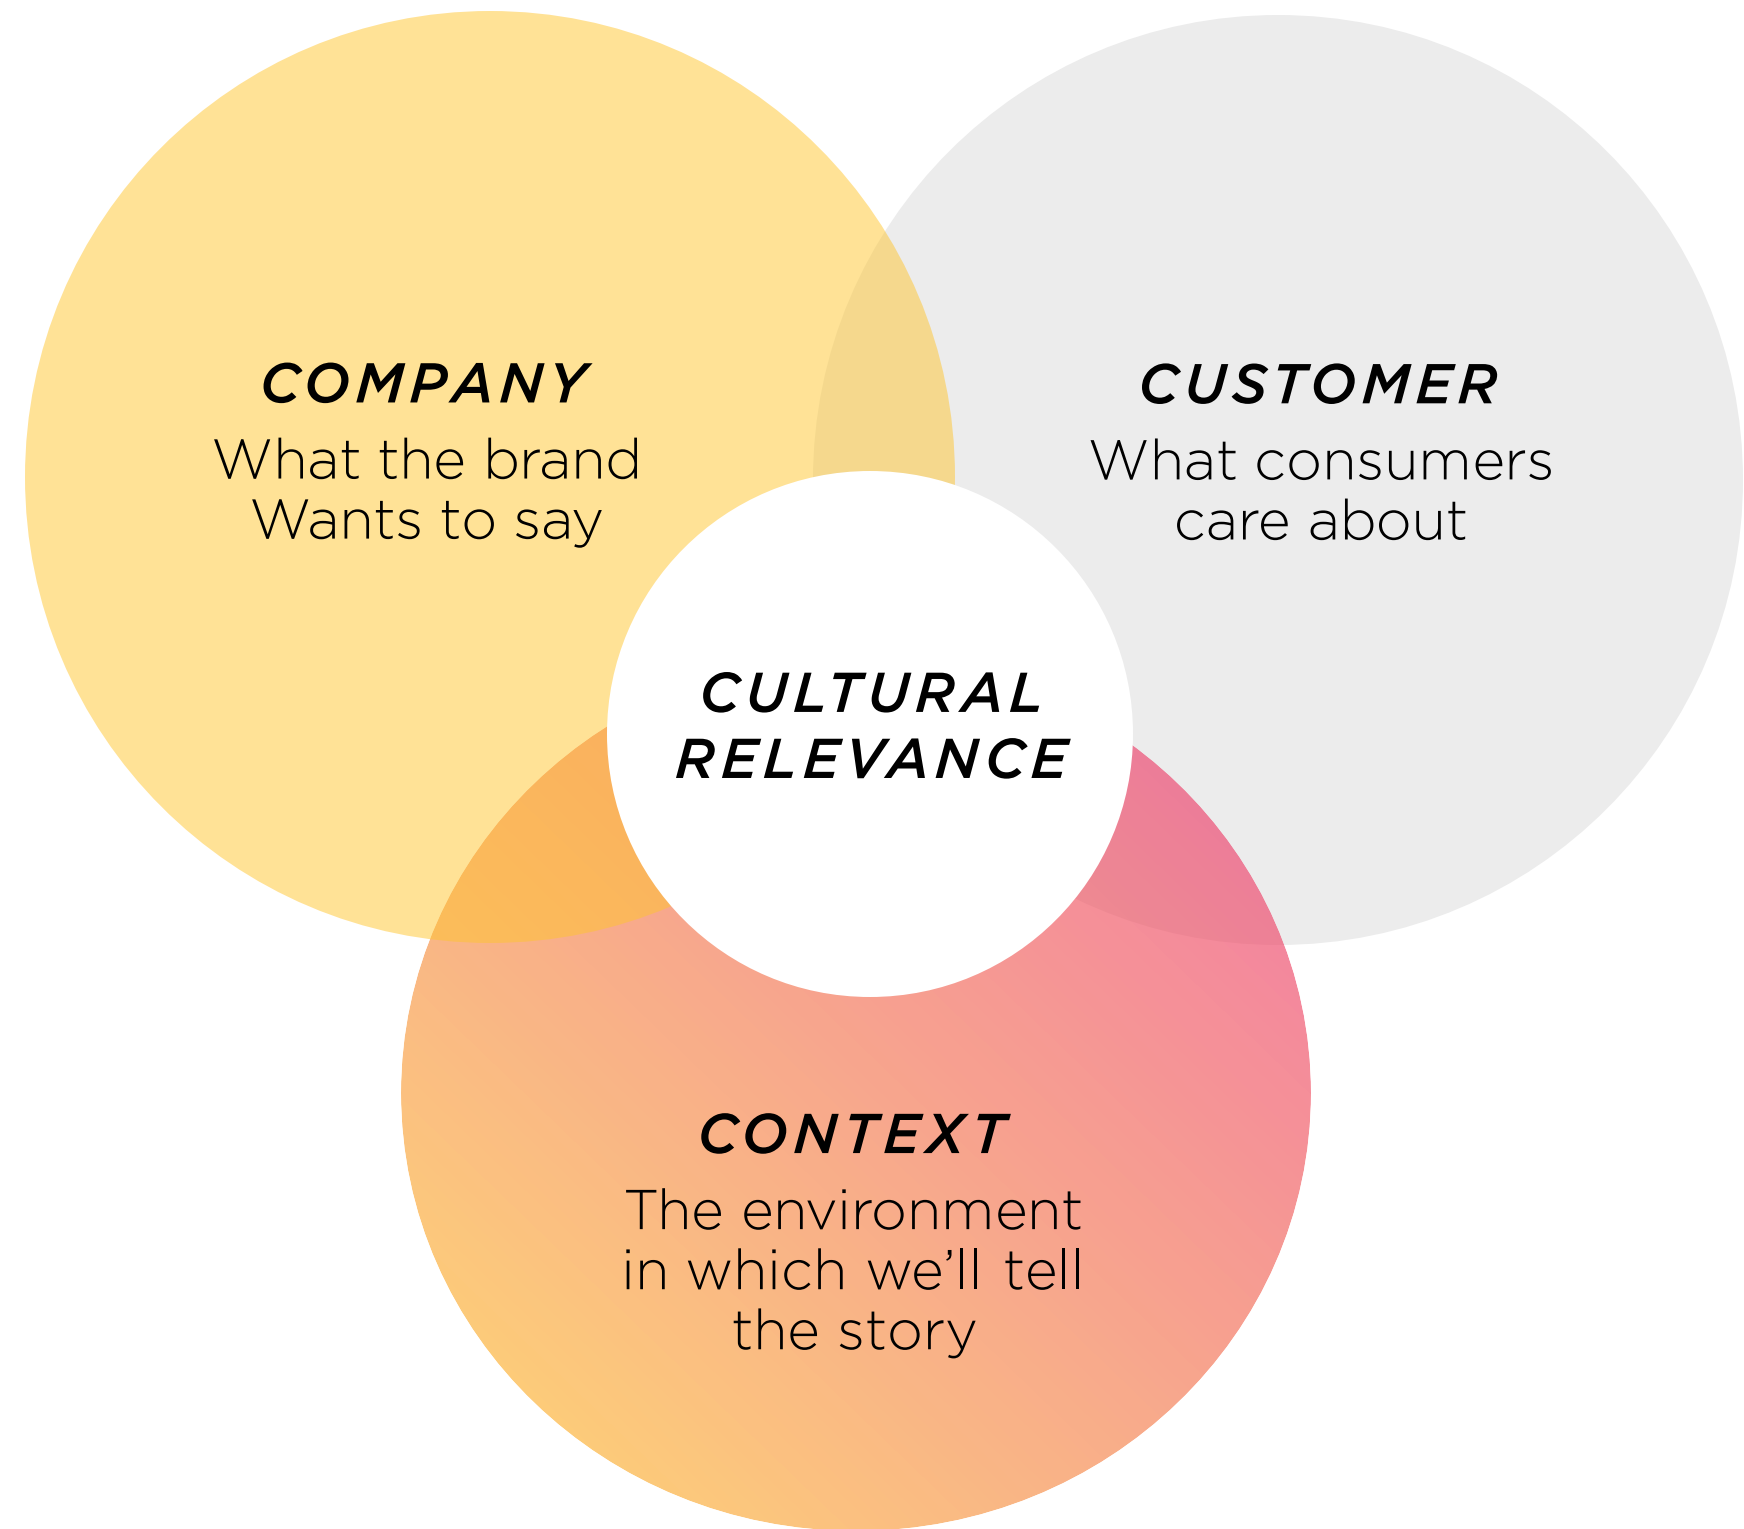 COMPANY
What the brand
Wants to say
CUSTOMER
What consumers
care about
CULTURAL
RELEVANCE
CONTEXT
The environment
in which we’ll tell
the story